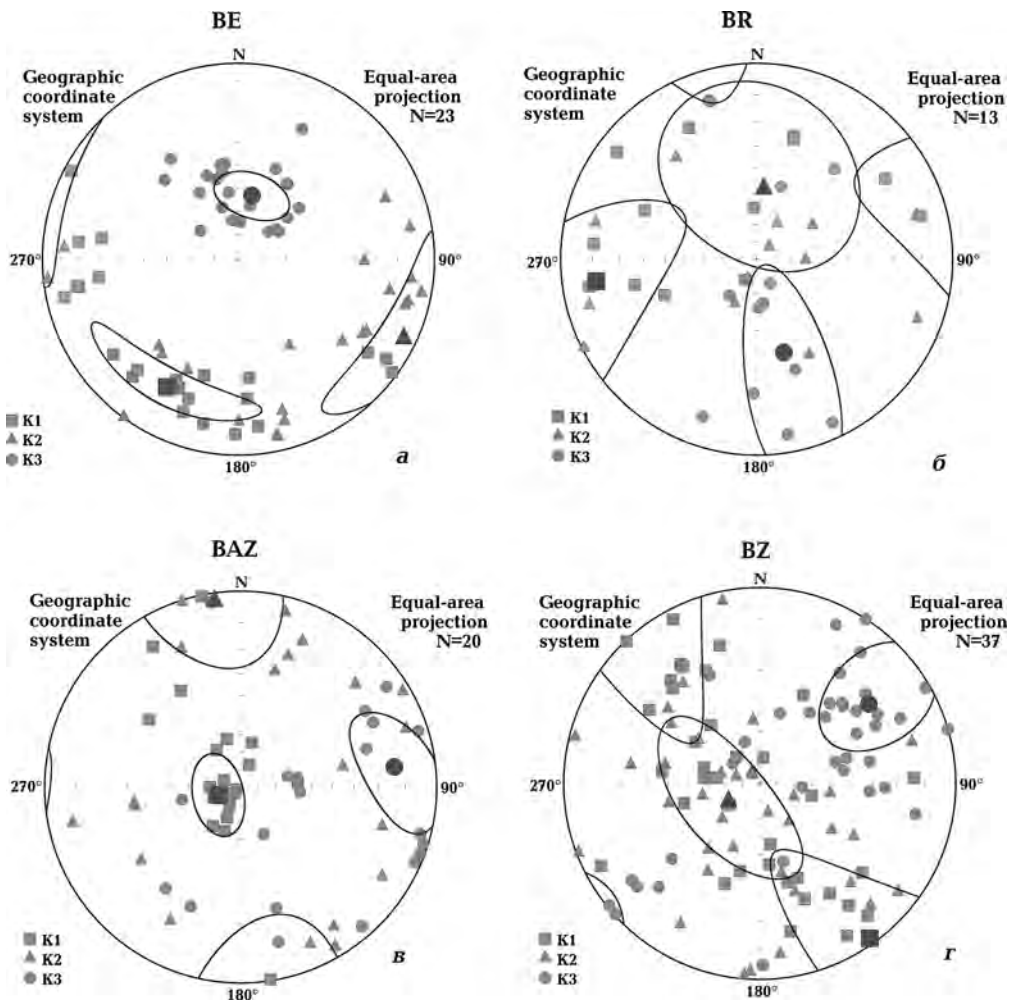 BE
N
Geographic
coordinate
system
Equal-area
projection
N=23
270°
90°
180°
K1
K2
K3
а
BR
N
Geographic
coordinate
system
Equal-area
projection
N=13
270°
90°
180°
K1
K2
K3
б
BAZ
N
Geographic
coordinate
system
Equal-area
projection
N=20
270°
90°
180°
K1
K2
K3
в
BZ
N
Geographic
coordinate
system
Equal-area
projection
N=37
270°
90°
180°
K1
K2
K3
г